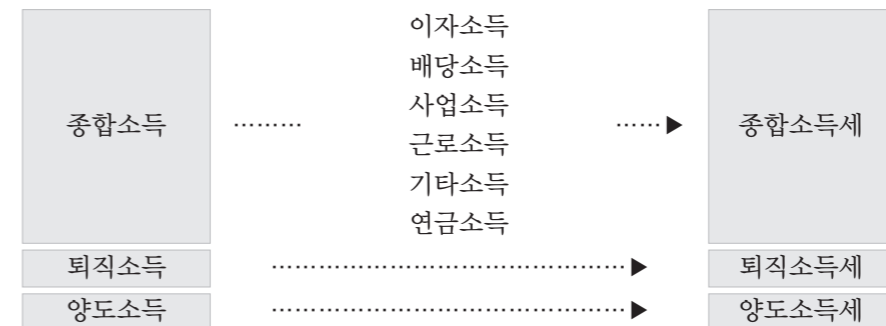 이자소득
배당소득
사업소득
종합소득 ……… ……▶ 종합소득세
근로소득
기타소득
연금소득
퇴직소득 ………………………………………▶ 퇴직소득세
양도소득 ………………………………………▶ 양도소득세